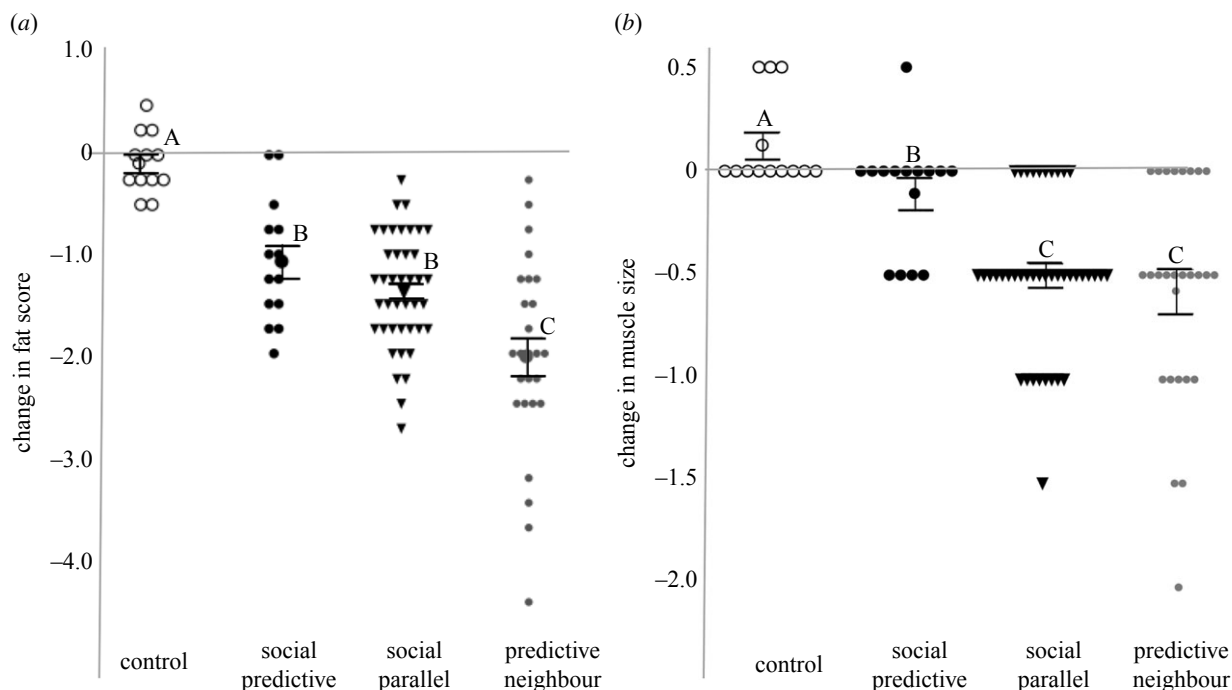 (a)
1.0
0
–1.0
–2.0
–3.0
–4.0
change in fat score
A
B
B
C
control
social
predictive
social
parallel
predictive
neighbour
(b)
0.5
0
–0.5
–1.0
–1.5
–2.0
change in muscle size
A
B
C
C
control
social
predictive
social
parallel
predictive
neighbour